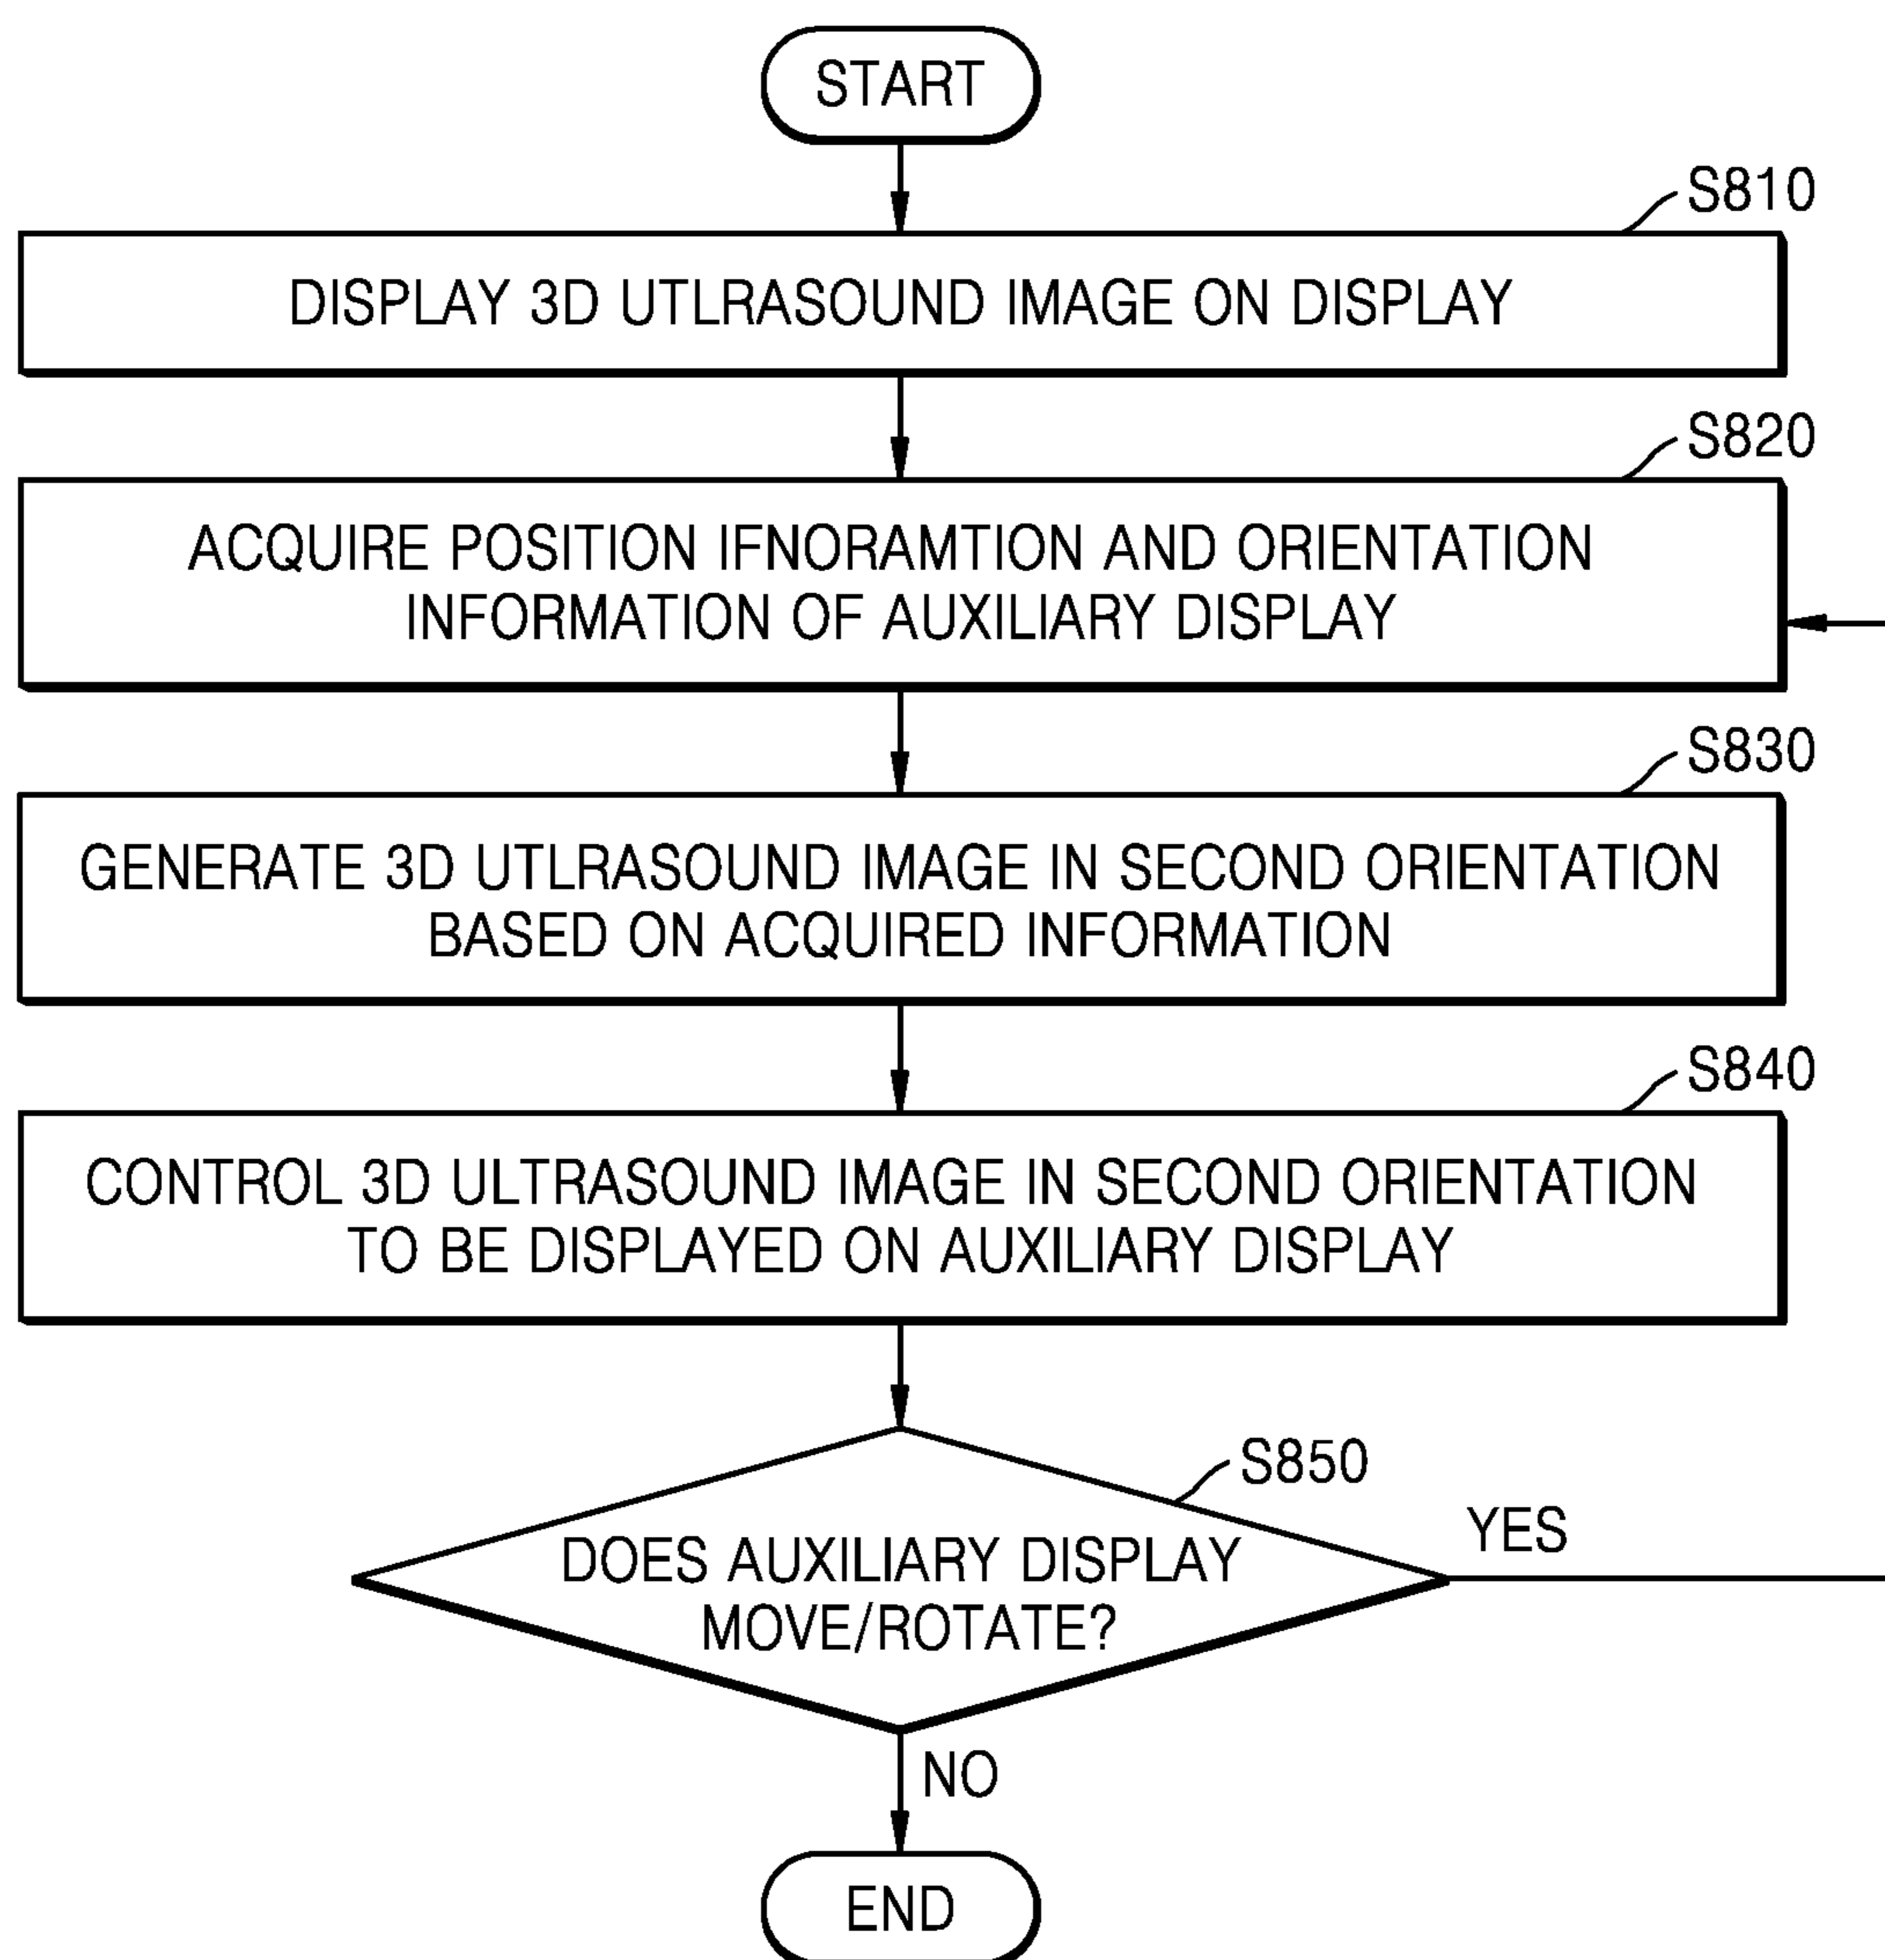 START
S810
DISPLAY 3D UTLRASOUND IMAGE ON DISPLAY
S820
ACQUIRE POSITION IFNORAMTION AND ORIENTATION
INFORMATION OF AUXILIARY DISPLAY
S830
GENERATE 3D UTLRASOUND IMAGE IN SECOND ORIENTATION
BASED ON ACQUIRED INFORMATION
S840
CONTROL 3D ULTRASOUND IMAGE IN SECOND ORIENTATION
TO BE DISPLAYED ON AUXILIARY DISPLAY
S850
DOES AUXILIARY DISPLAY
MOVE/ROTATE?
YES
NO
END